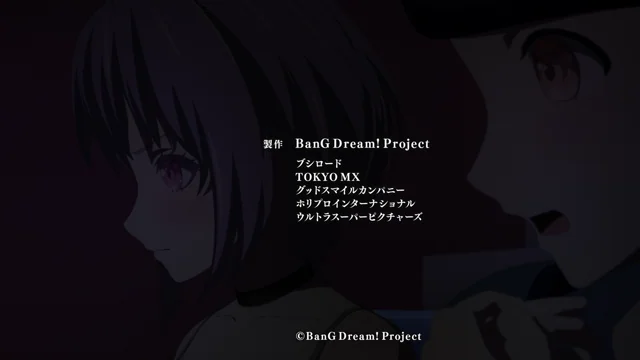 製作 BanG Dream! Project
ブシロード
TOKYO MX
グッドスマイルカンパニー
ホリプロインターナショナル
ウルトラスーパーピクチャーズ
©BanG Dream! Project